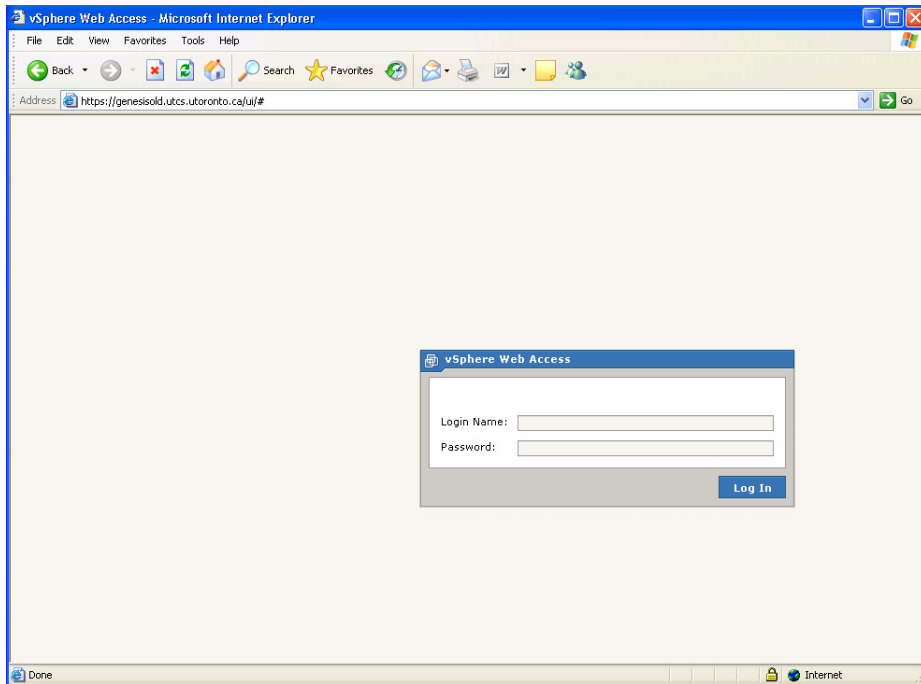 vSphere Web Access - Microsoft Internet Explorer
File Edit View Favorites Tools Help
Back Search Favorites W
Address https://genesisold.utcs.utoronto.ca/ui/# Go
vSphere Web Access
Login Name:
Password:
Log In
Done Internet